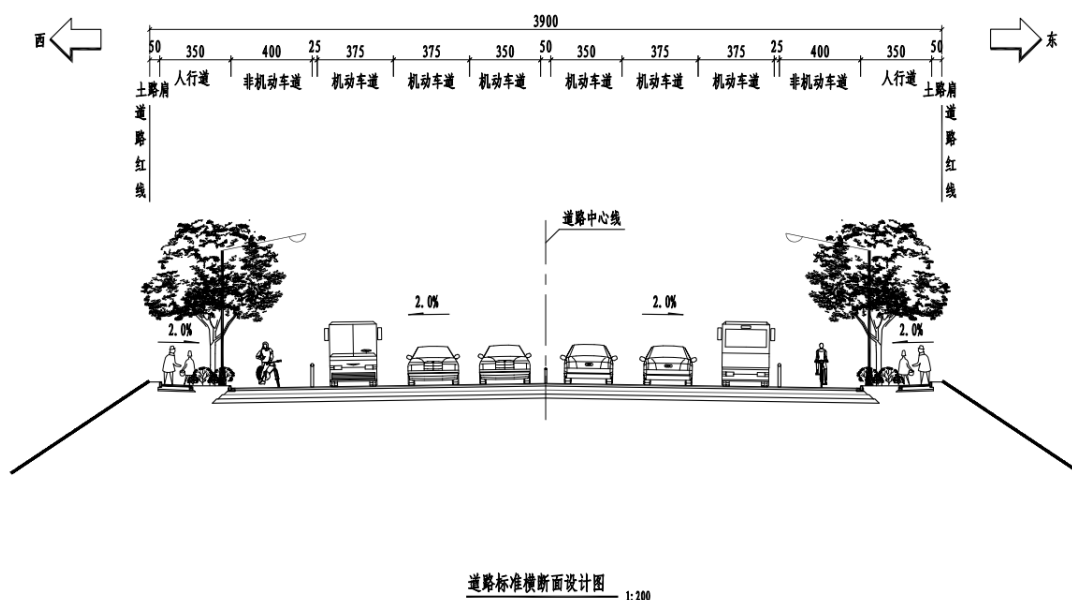 3900
西
东
50 350 400 25 375 375 350 50 350 375 375 25 400 350 50
土路肩 人行道 非机动车道 机动车道 机动车道 机动车道 机动车道 机动车道 机动车道 非机动车道 人行道 土路肩
道路红线
道路红线
道路中心线
2.0%
2.0%
2.0%
2.0%
道路标准横断面设计图 1:200